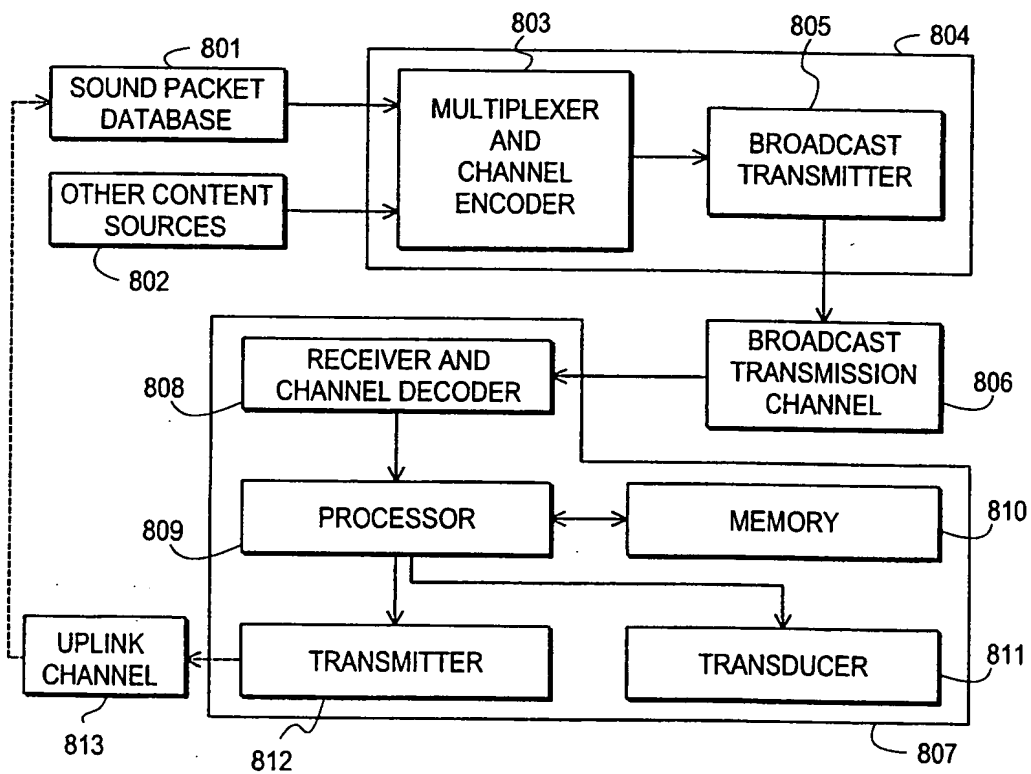 801
803
805
804
SOUND PACKET
DATABASE
MULTIPLEXER
AND
CHANNEL
ENCODER
BROADCAST
TRANSMITTER
OTHER CONTENT
SOURCES
802
808
RECEIVER AND
CHANNEL DECODER
BROADCAST
TRANSMISSION
CHANNEL
806
809
PROCESSOR
MEMORY
810
UPLINK
CHANNEL
TRANSMITTER
TRANSDUCER
811
813
812
807